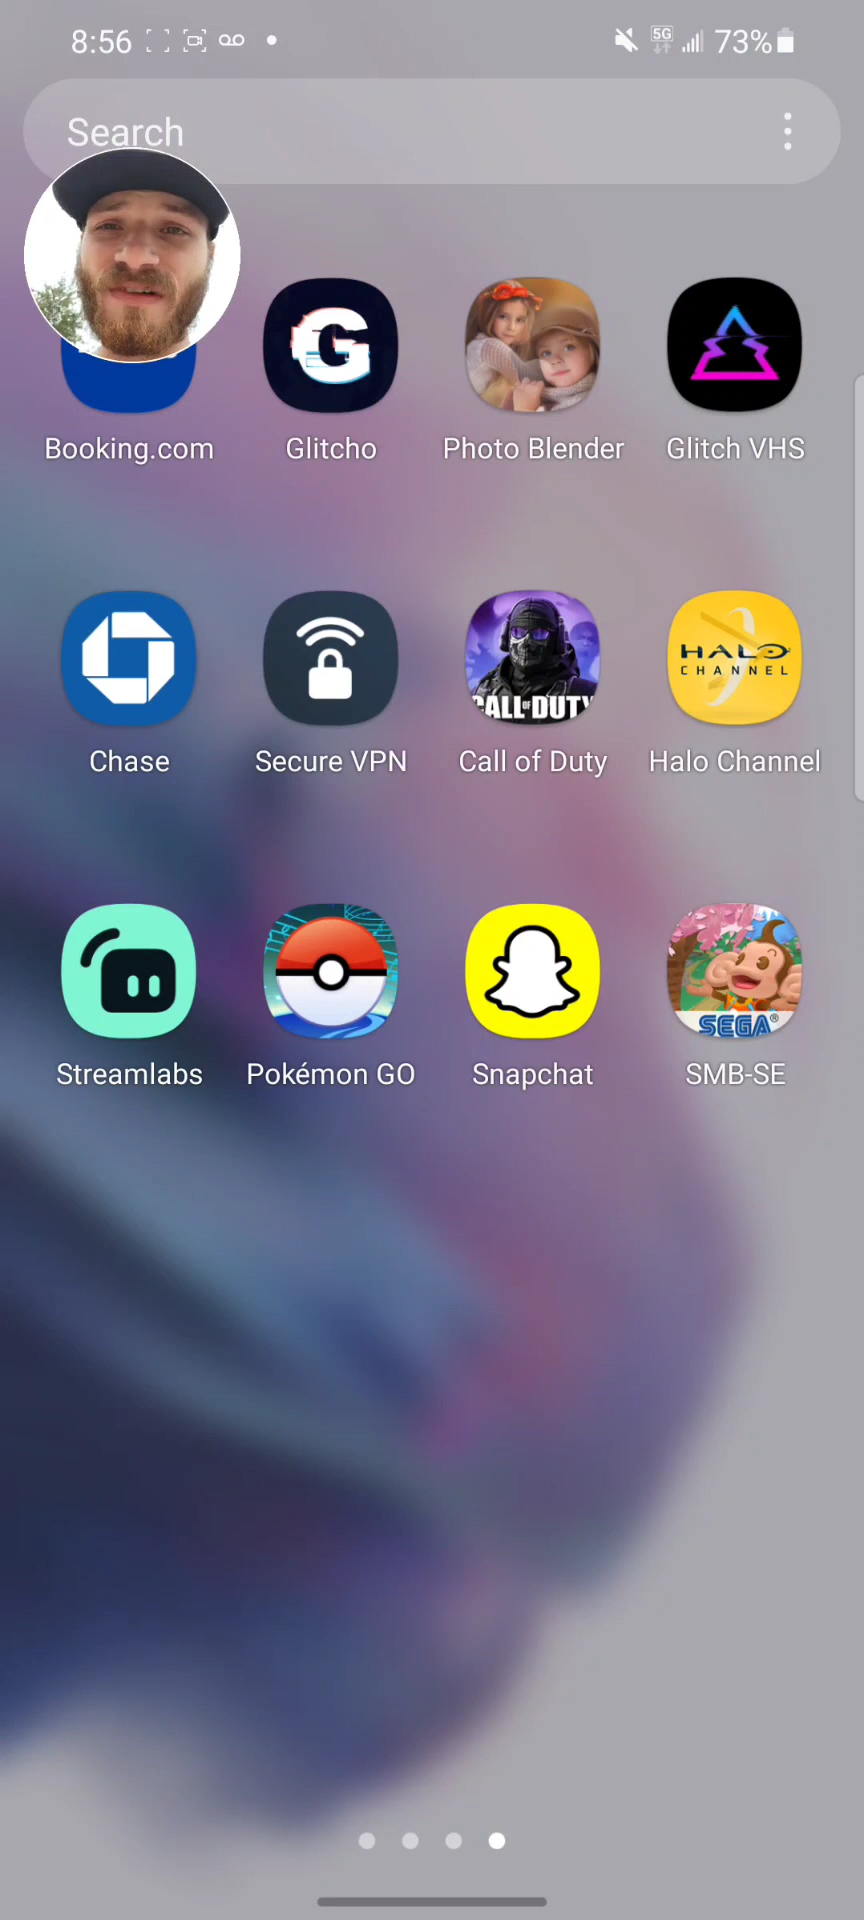 8:56 5G 73%
Search
Booking.com Glitcho Photo Blender Glitch VHS
HALO
CHANNEL
CALL OF DUTY
Chase Secure VPN Call of Duty Halo Channel
SEGA®
Streamlabs Pokémon GO Snapchat SMB-SE